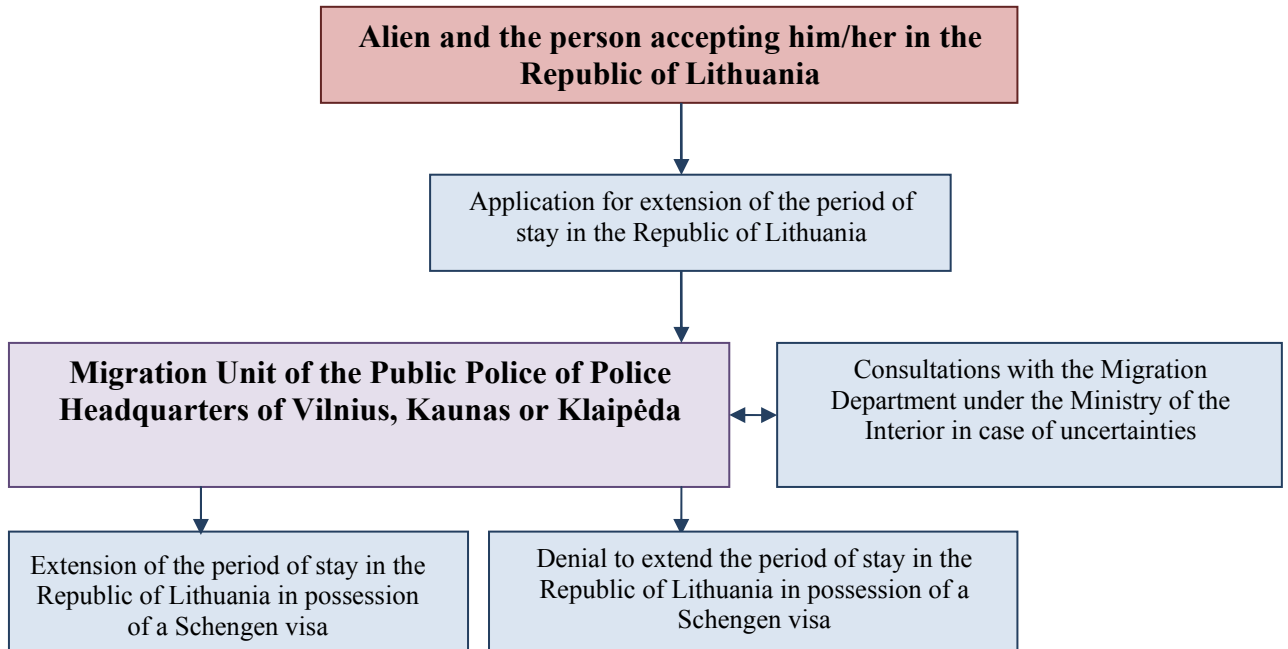 Alien and the person accepting him/her in the
Republic of Lithuania
Application for extension of the period of
stay in the Republic of Lithuania
Migration Unit of the Public Police of Police
Headquarters of Vilnius, Kaunas or Klaipėda
Consultations with the Migration
Department under the Ministry of the
Interior in case of uncertainties
Extension of the period of stay in the
Republic of Lithuania in possession
of a Schengen visa
Denial to extend the period of stay in the
Republic of Lithuania in possession of a
Schengen visa